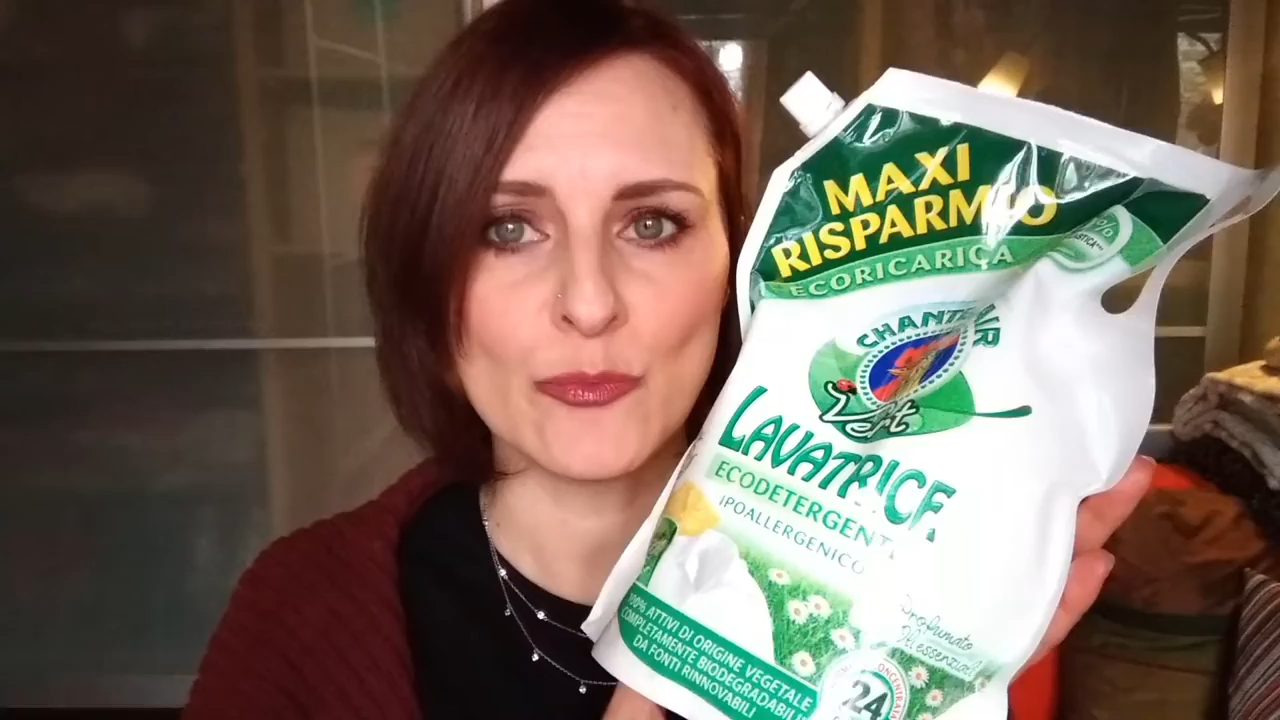 MAXI
RISPARMIO
ECORICARICA
CHANTECLAIR
Vert
LAVATRICE
ECODETERGENTE
IPOALLERGENICO
Profumato
100% ATTIVI DI ORIGINE VEGETALE
COMPLETAMENTE BIODEGRADABILI
DA FONTI RINNOVABILI
24